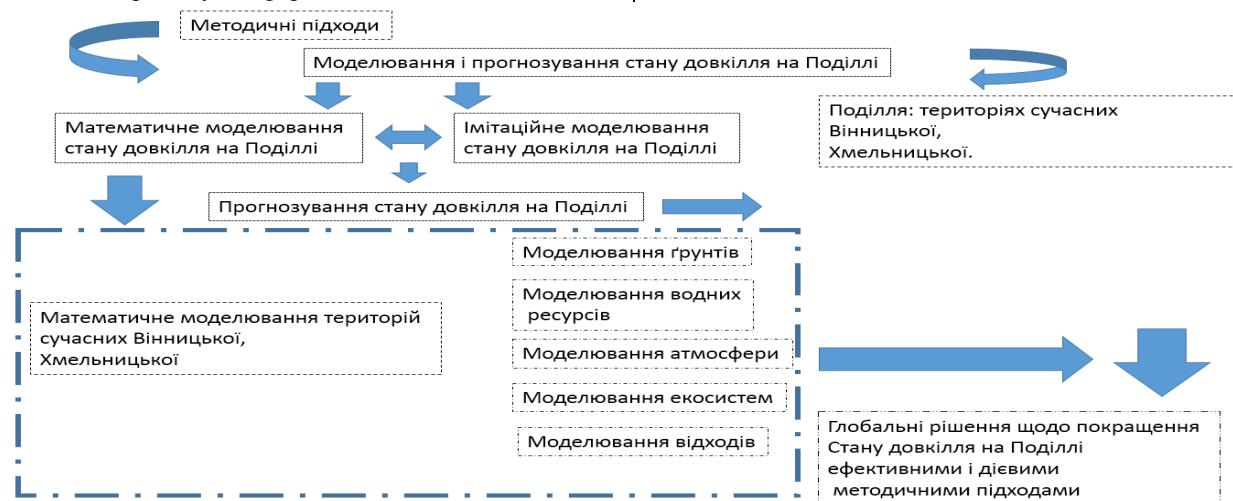 Методичні підходи
Моделювання і прогнозування стану довкілля на Поділлі
Поділля: територіях сучасних
Вінницької,
Хмельницької.
Математичне моделювання
стану довкілля на Поділлі
Імітаційне моделювання
стану довкілля на Поділлі
Прогнозування стану довкілля на Поділлі
Математичне моделювання територій
сучасних Вінницької,
Хмельницької
Моделювання ґрунтів
Моделювання водних
ресурсів
Моделювання атмосфери
Моделювання екосистем
Моделювання відходів
Глобальні рішення щодо покращення
Стану довкілля на Поділлі
ефективними і дієвими
методичними підходами